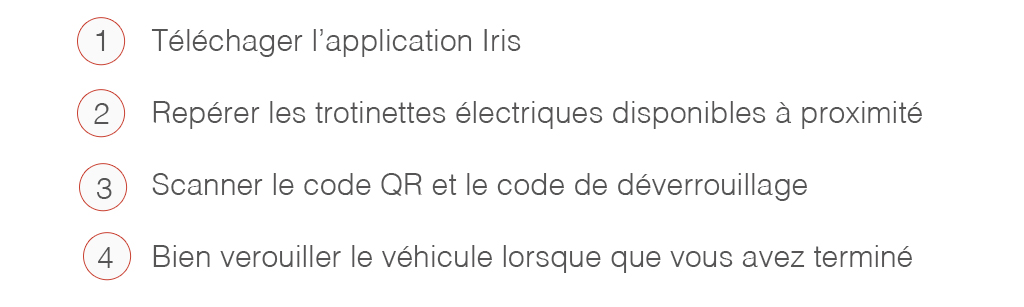 1 Téléchager l’application Iris
2 Repérer les trotinettes électriques disponibles à proximité
3 Scanner le code QR et le code de déverrouillage
4 Bien verouiller le véhicule lorsque que vous avez terminé